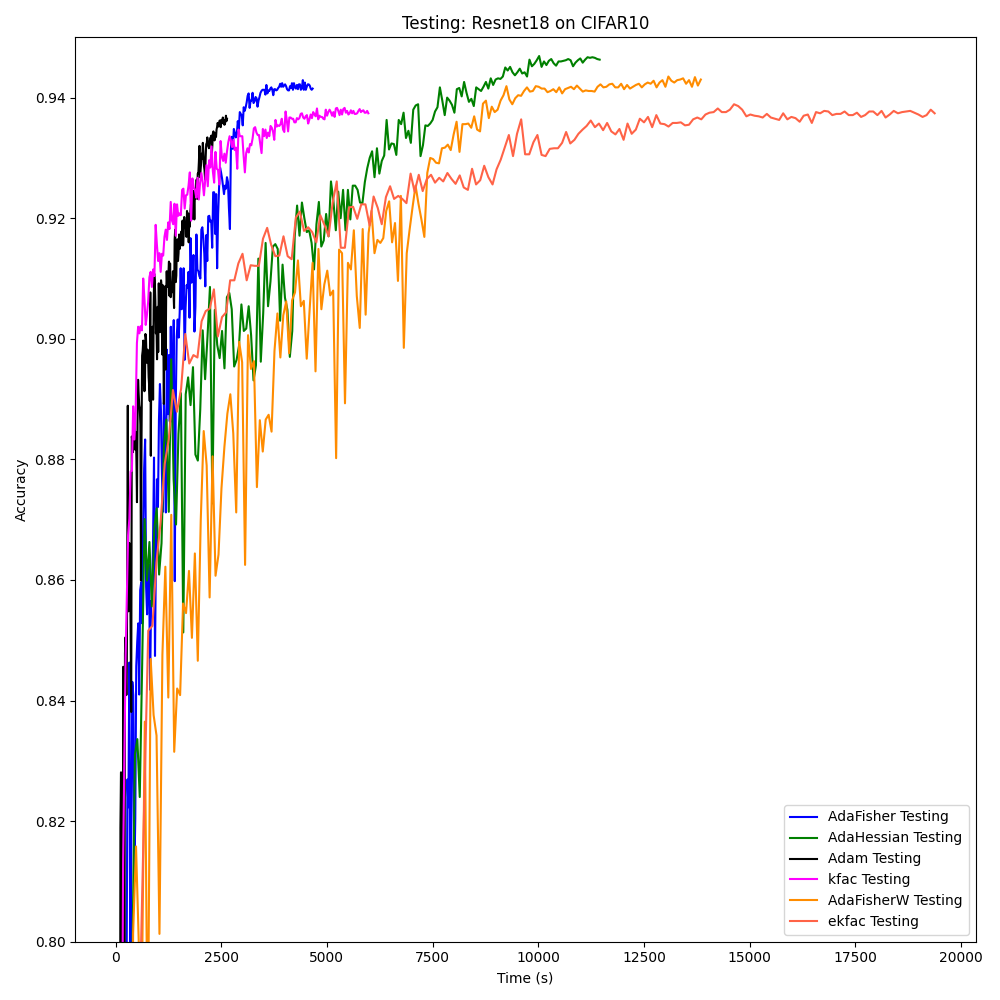 Testing: Resnet18 on CIFAR10
Accuracy
0.94
0.92
0.90
0.88
0.86
0.84
0.82
0.80
0
2500
5000
7500
10000
12500
15000
17500
20000
Time (s)
AdaFisher Testing
AdaHessian Testing
Adam Testing
kfac Testing
AdaFisherW Testing
ekfac Testing